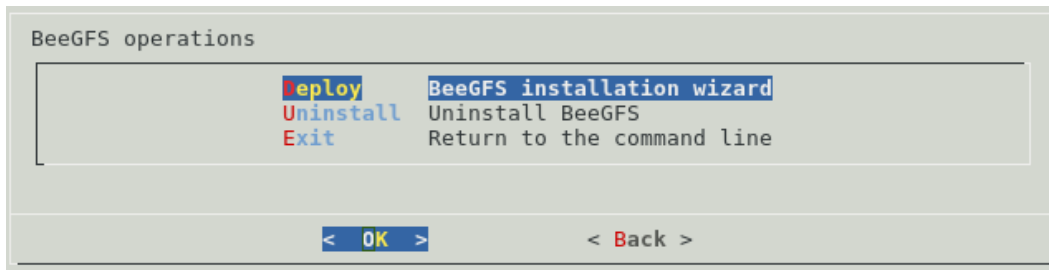 BeeGFS operations
Deploy BeeGFS installation wizard
Uninstall Uninstall BeeGFS
Exit Return to the command line
< OK > < Back >